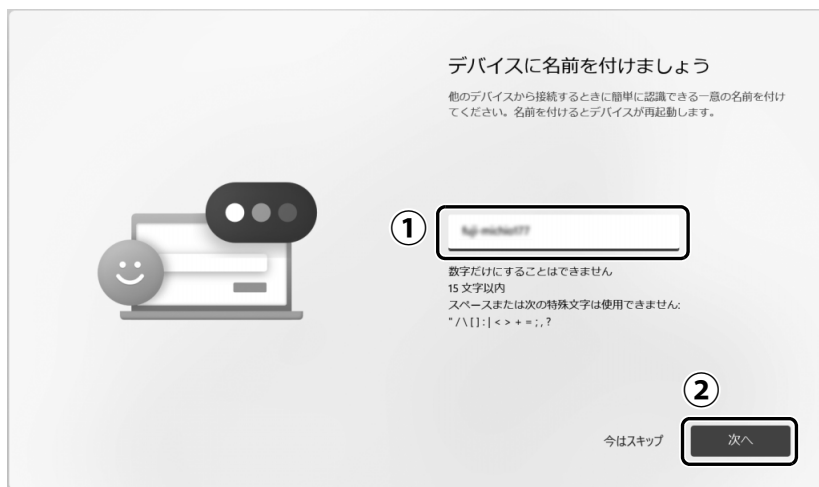 デバイスに名前を付けましょう
他のデバイスから接続するときに簡単に認識できる一意の名前を付け
てください。名前を付けるとデバイスが再起動します。
①
数字だけにすることはできません
15 文字以内
スペースまたは次の特殊文字は使用できません:
" / \ [ ] : | < > + = ; , ?
②
今はスキップ
次へ